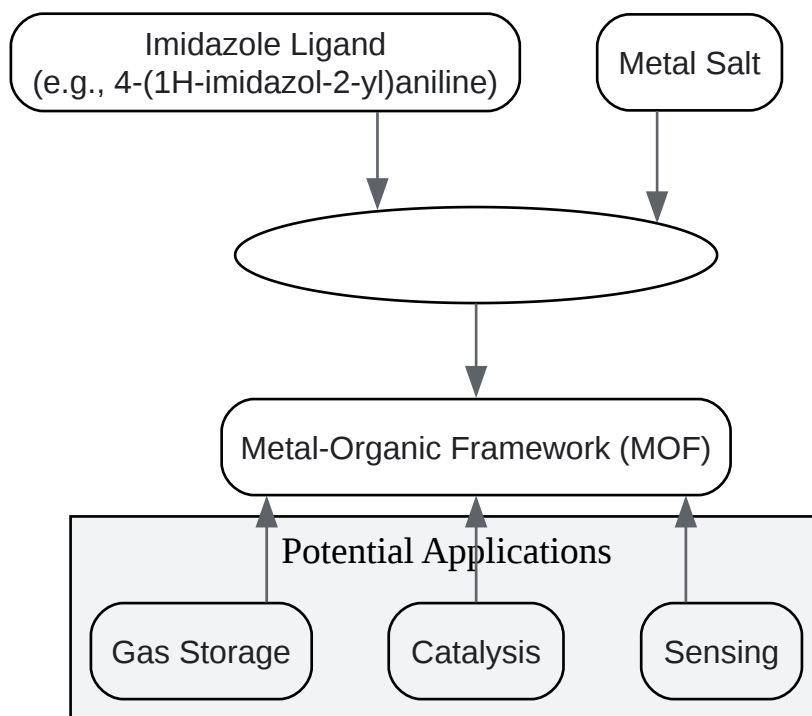 Imidazole Ligand
(e.g., 4-(1H-imidazol-2-yl)aniline)
Metal Salt
Metal-Organic Framework (MOF)
Potential Applications
Gas Storage
Catalysis
Sensing